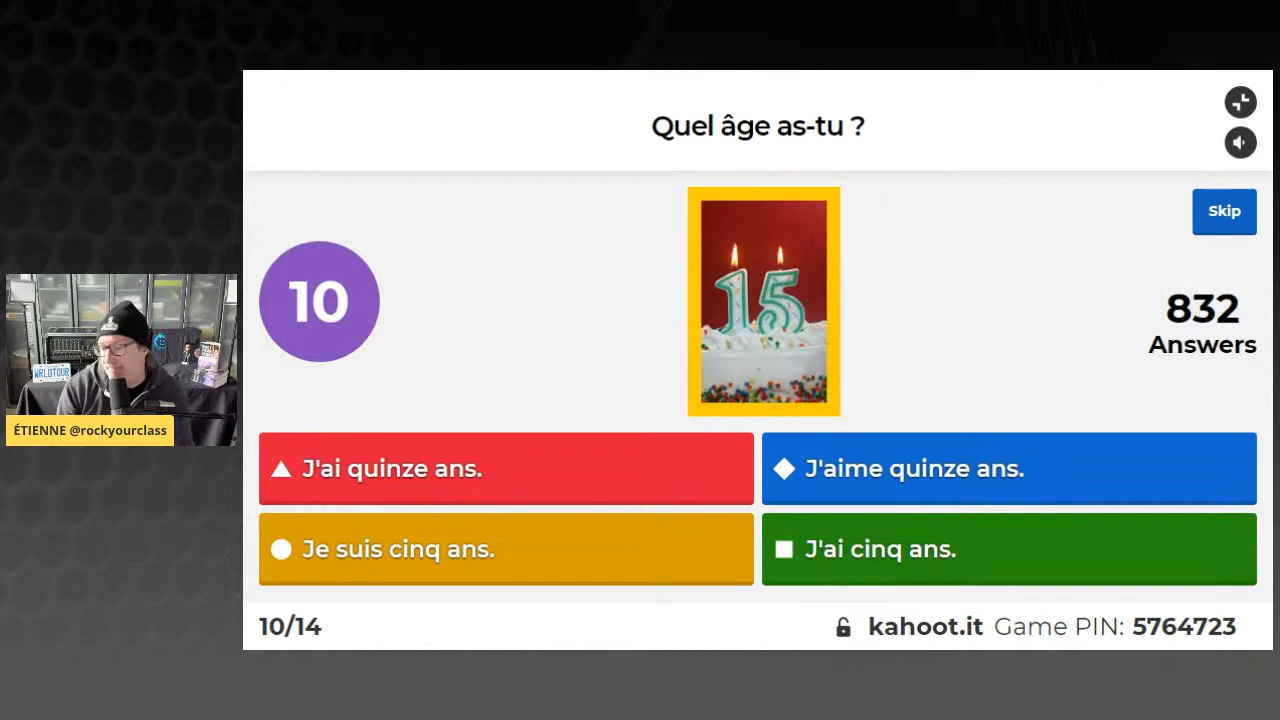 Quel âge as-tu ?
Skip
10
15
832
Answers
WRLDTOUR
ÉTIENNE @rockyourclass
J'ai quinze ans.
J'aime quinze ans.
Je suis cinq ans.
J'ai cinq ans.
10/14
kahoot.it Game PIN: 5764723